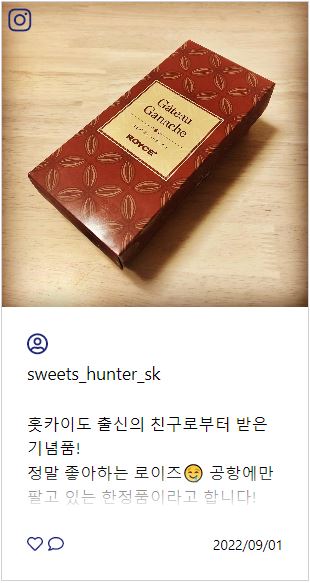 Gâteau
Ganache
ROYCE'
sweets_hunter_sk
홋카이도 출신의 친구로부터 받은
기념품!
정말 좋아하는 로이즈🤤 공항에만
팔고 있는 한정품이라고 합니다!
2022/09/01